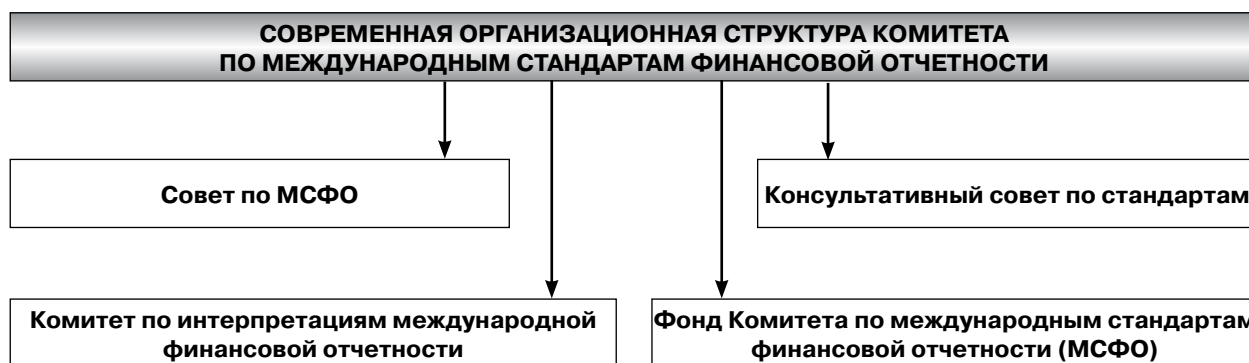 СОВРЕМЕННАЯ ОРГАНИЗАЦИОННАЯ СТРУКТУРА КОМИТЕТА
ПО МЕЖДУНАРОДНЫМ СТАНДАРТАМ ФИНАНСОВОЙ ОТЧЕТНОСТИ
Совет по МСФО
Консультативный совет по стандартам
Комитет по интерпретациям международной
финансовой отчетности
Фонд Комитета по международным стандартам
финансовой отчетности (МСФО)